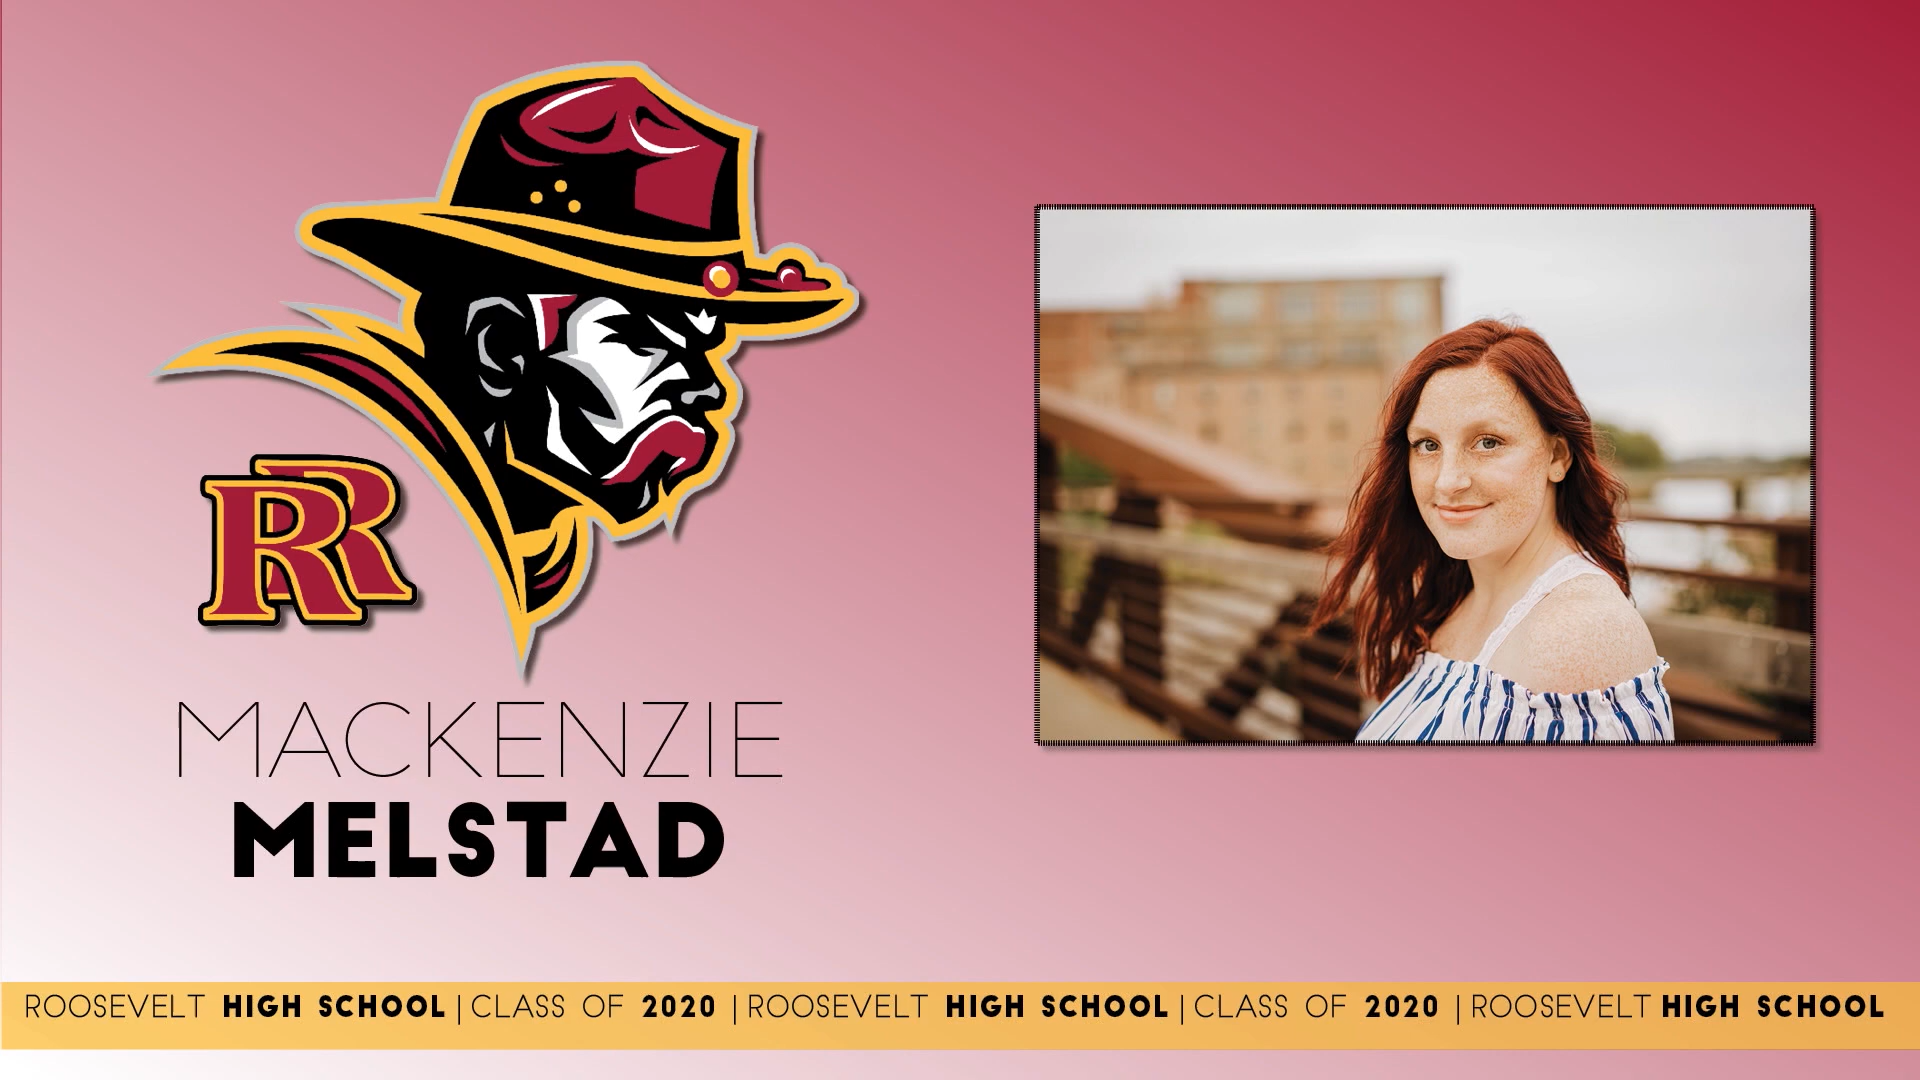 RR
MACKENZIE
MELSTAD
ROOSEVELT HIGH SCHOOL | CLASS OF 2020 | ROOSEVELT HIGH SCHOOL | CLASS OF 2020 | ROOSEVELT HIGH SCHOOL